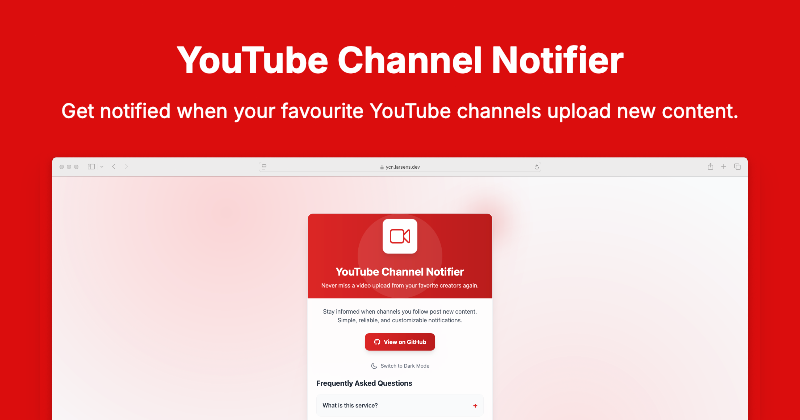 YouTube Channel Notifier
Get notified when your favourite YouTube channels upload new content.
YouTube Channel Notifier
Never miss a video upload from your favorite creators again.
Stay informed when channels you follow post new content.
Simple, reliable, and customizable notifications.
View on GitHub
Switch to Dark Mode
Frequently Asked Questions
What is this service?